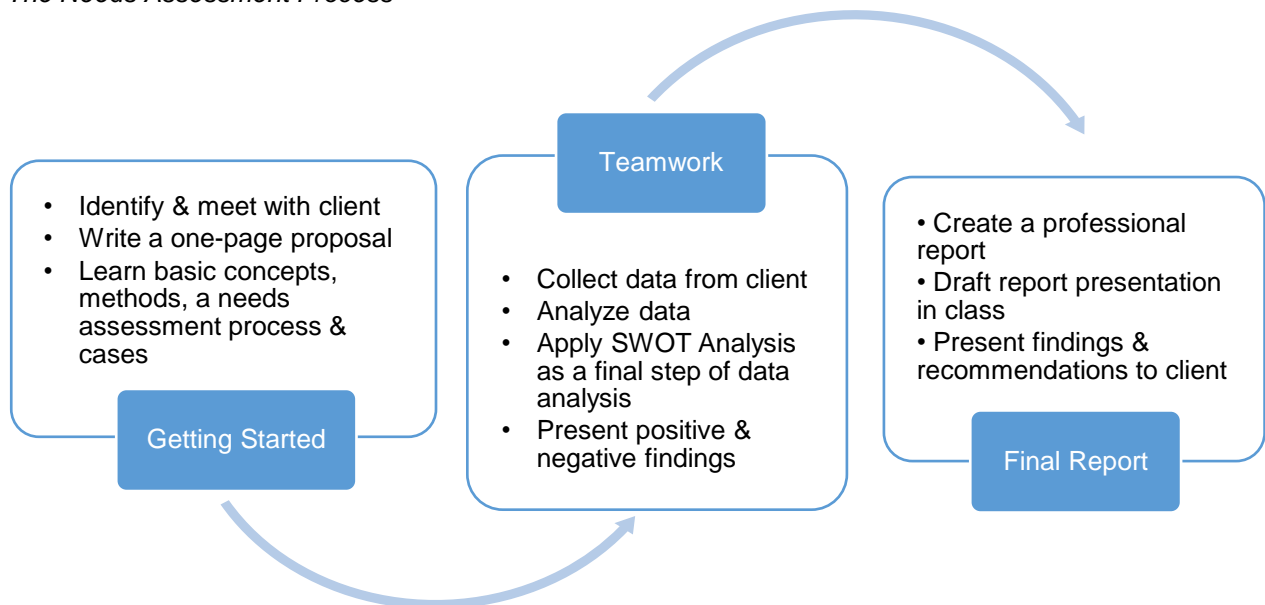 The Needs Assessment Process
• Identify & meet with client
• Write a one-page proposal
• Learn basic concepts,
methods, a needs
assessment process &
cases
Getting Started
Teamwork
• Collect data from client
• Analyze data
• Apply SWOT Analysis
as a final step of data
analysis
• Present positive &
negative findings
• Create a professional
report
• Draft report presentation
in class
• Present findings &
recommendations to client
Final Report